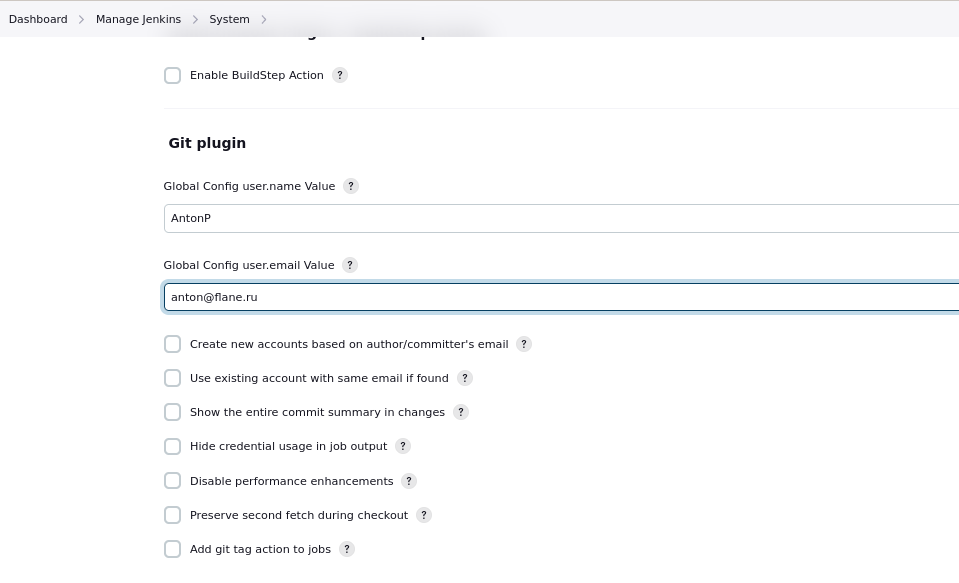 Dashboard > Manage Jenkins > System >
Enable BuildStep Action ?
Git plugin
Global Config user.name Value ?
AntonP
Global Config user.email Value ?
anton@flane.ru
Create new accounts based on author/committer's email ?
Use existing account with same email if found ?
Show the entire commit summary in changes ?
Hide credential usage in job output ?
Disable performance enhancements ?
Preserve second fetch during checkout ?
Add git tag action to jobs ?